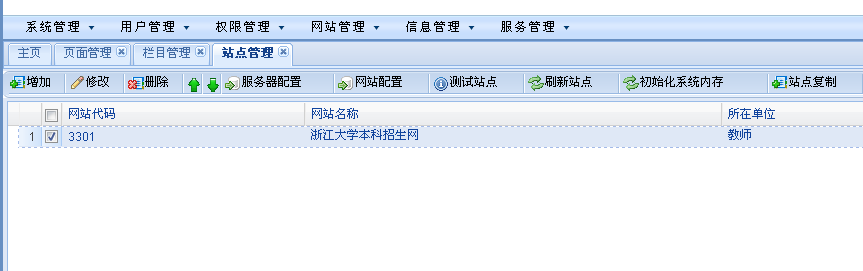 系统管理 用户管理 权限管理 网站管理 信息管理 服务管理
主页 页面管理 栏目管理 站点管理
增加 修改 删除 服务器配置 网站配置 测试站点 刷新站点 初始化系统内存 站点复制
网站代码 网站名称 所在单位
1 3301 浙江大学本科招生网 教师